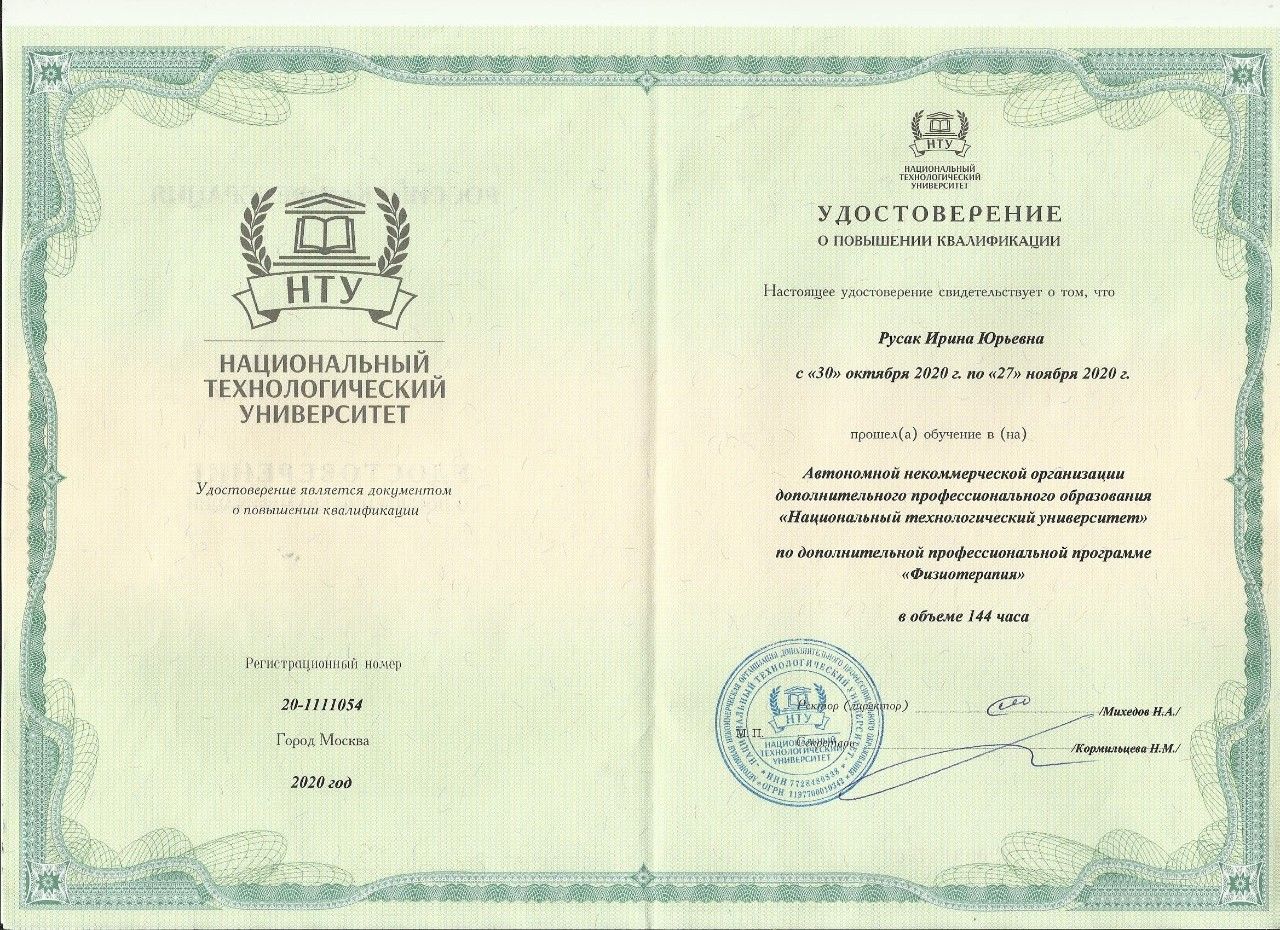 НТУ
НАЦИОНАЛЬНЫЙ
ТЕХНОЛОГИЧЕСКИЙ
УНИВЕРСИТЕТ
Удостоверение является документом
о повышении квалификации
Регистрационный номер
20-1111054
Город Москва
2020 год
НТУ
НАЦИОНАЛЬНЫЙ
ТЕХНОЛОГИЧЕСКИЙ
УНИВЕРСИТЕТ
УДОСТОВЕРЕНИЕ
О ПОВЫШЕНИИ КВАЛИФИКАЦИИ
Настоящее удостоверение свидетельствует о том, что
Русак Ирина Юрьевна
с «30» октября 2020 г. по «27» ноября 2020 г.
прошел(а) обучение в (на)
Автономной некоммерческой организации
дополнительного профессионального образования
«Национальный технологический университет»
по дополнительной профессиональной программе
«Физиотерапия»
в объеме 144 часа
Ректор (директор) /Михедов Н.А./
М. П.
Секретарь /Кормильцева Н.М./
НТУ
НАЦИОНАЛЬНЫЙ
ТЕХНОЛОГИЧЕСКИЙ
УНИВЕРСИТЕТ